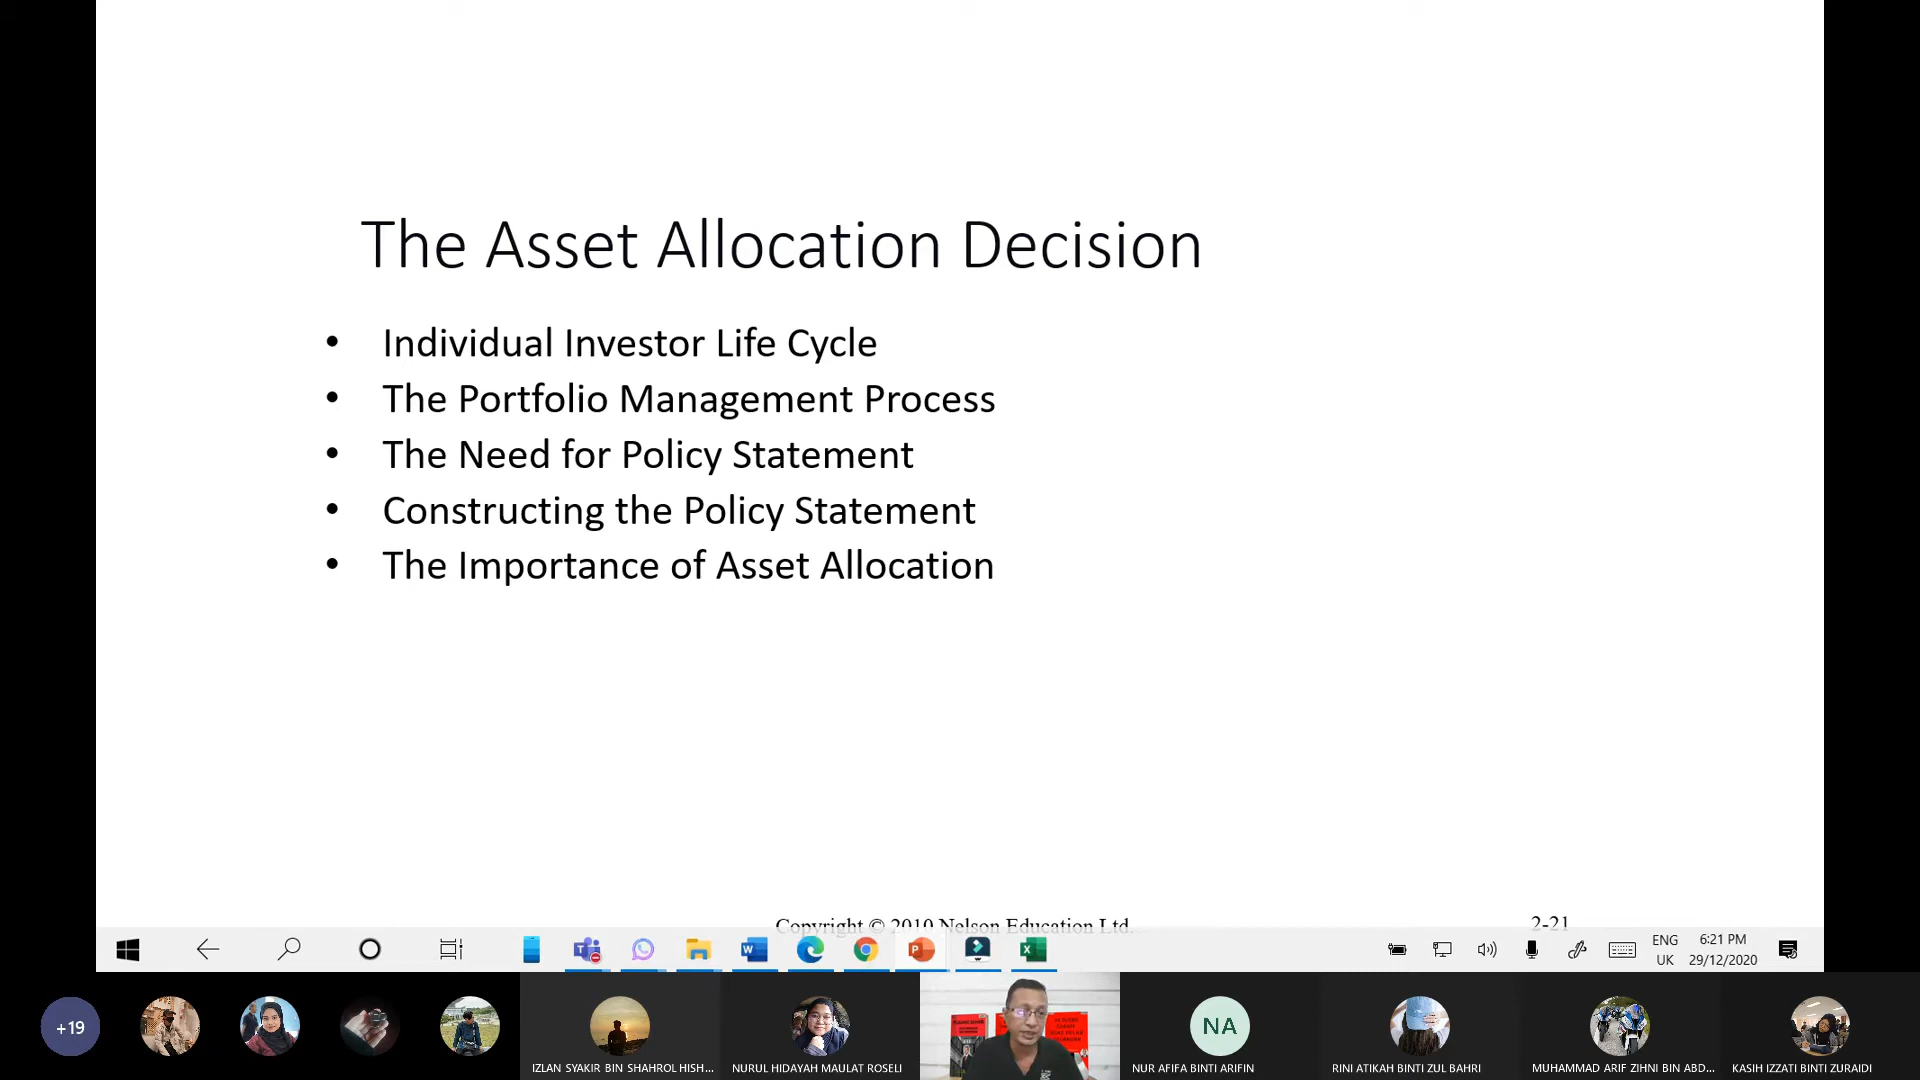 The Asset Allocation Decision
• Individual Investor Life Cycle
• The Portfolio Management Process
• The Need for Policy Statement
• Constructing the Policy Statement
• The Importance of Asset Allocation
Copyright © 2010 Nelson Education Ltd.
2-21
ENG
UK
6:21 PM
29/12/2020
+19
NA
IZLAN SYAKIR BIN SHAHROL HISH...
NURUL HIDAYAH MAULAT ROSELI
NUR AFIFA BINTI ARIFIN
RINI ATIKAH BINTI ZUL BAHRI
MUHAMMAD ARIF ZIHNI BIN ABD...
KASIH IZZATI BINTI ZURAIDI